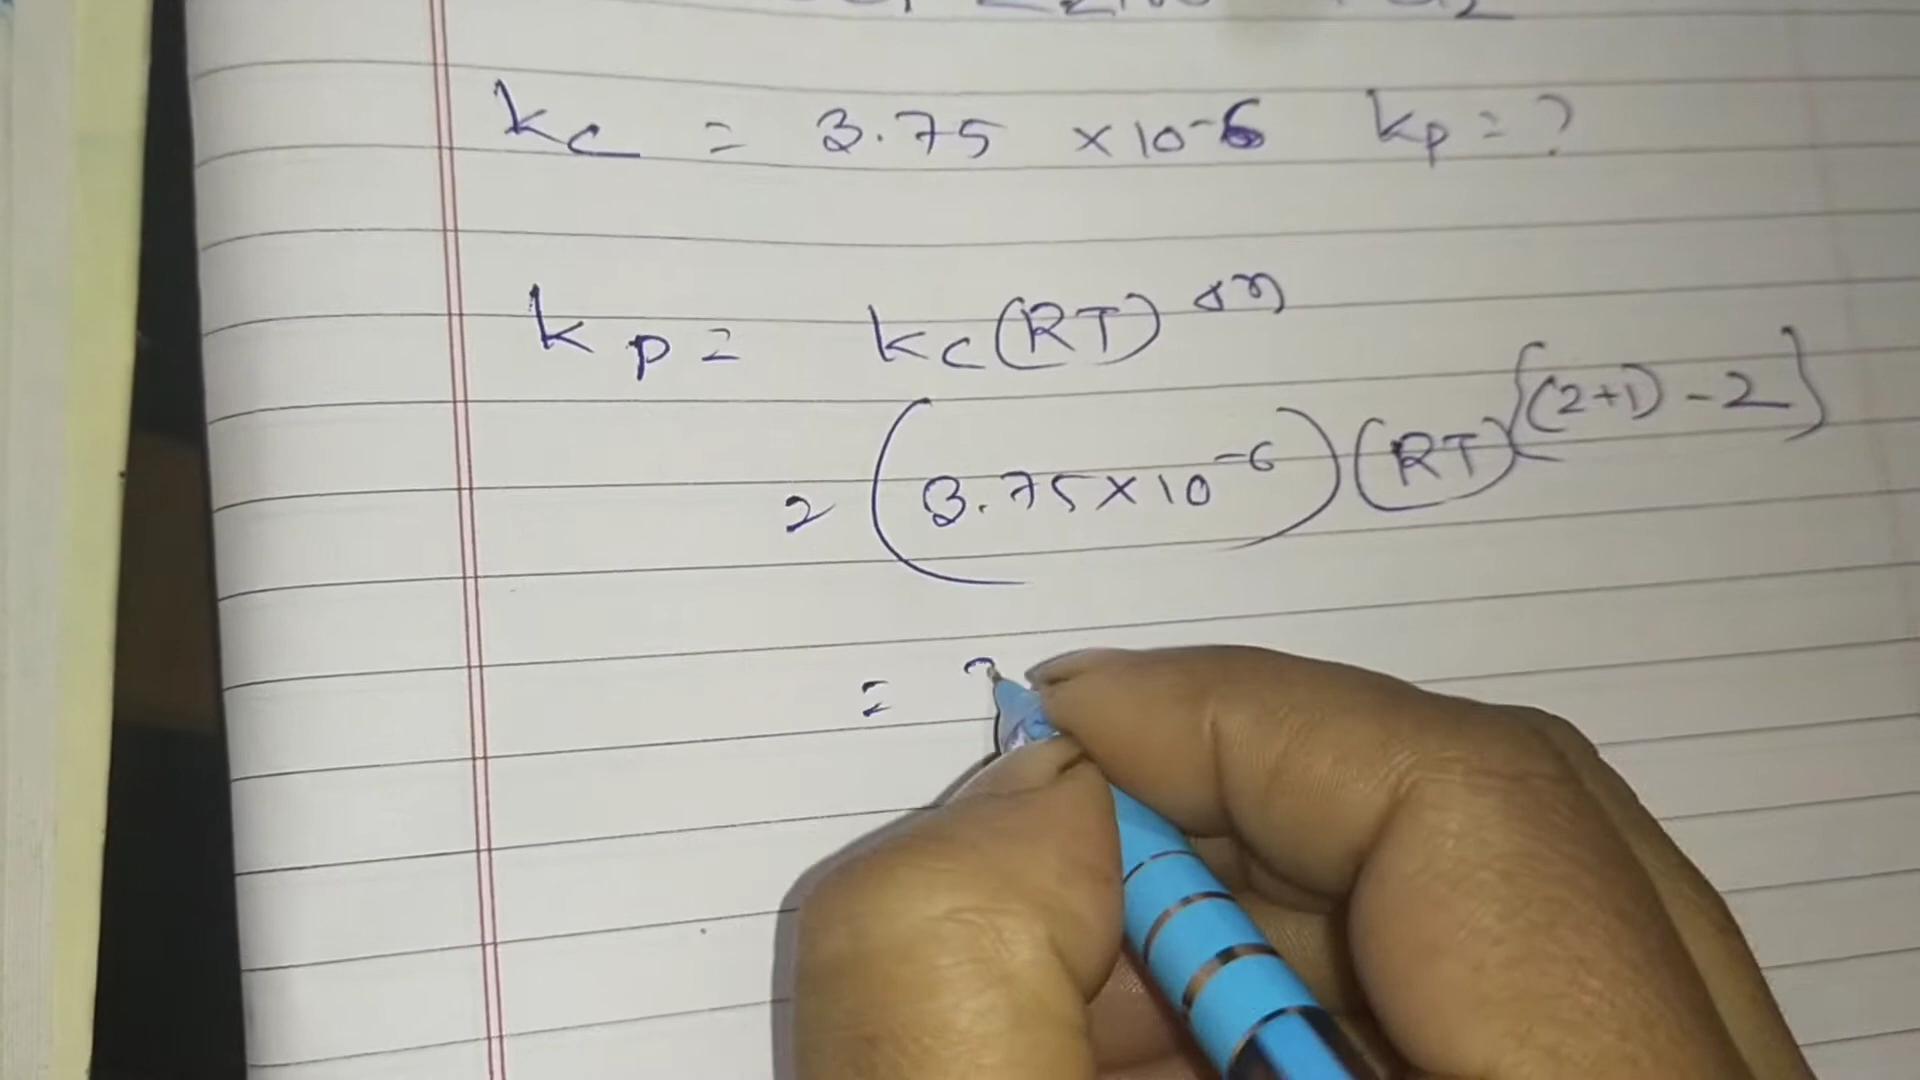 kc = 3.75 ×10-6 kp = ?
kp = kc(RT)^Δn
= (3.75×10^-6)(RT)^[(2+1)-2]
=